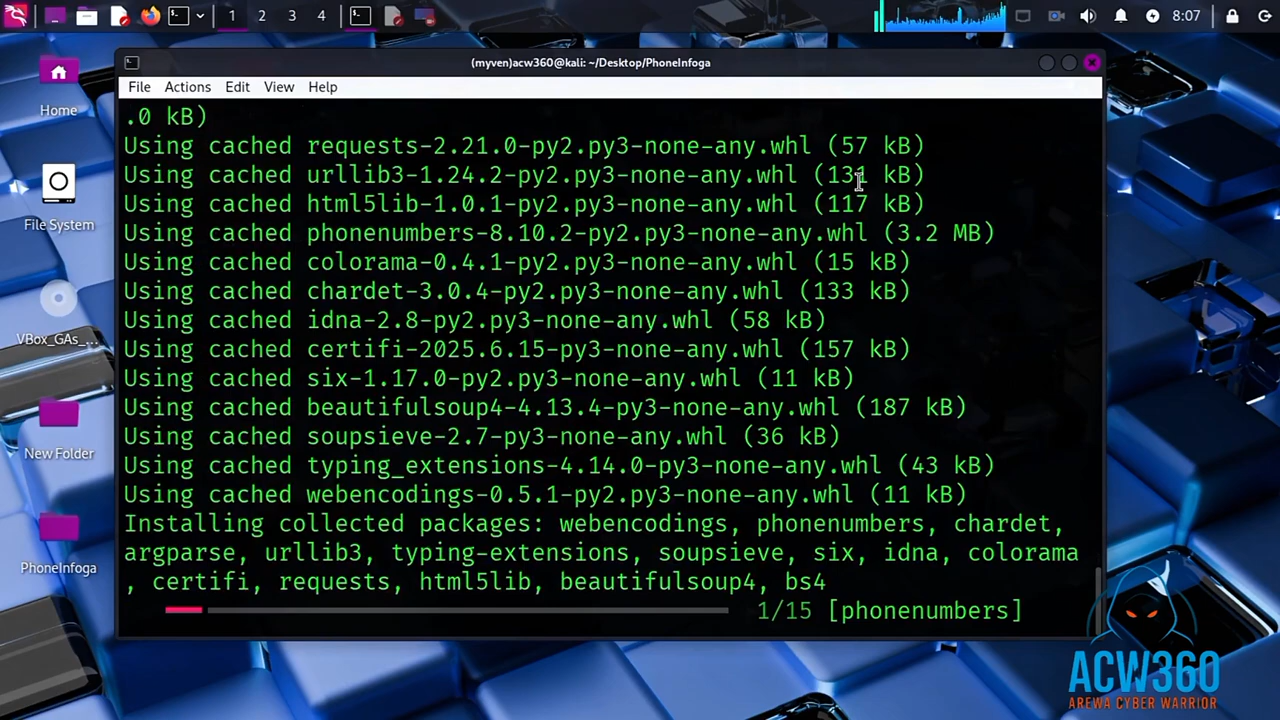 1 2 3 4
8:07
(myven)acw360@kali: ~/Desktop/PhoneInfoga
File Actions Edit View Help
Home
File System
VBox_GAs_...
New Folder
PhoneInfoga
.0 kB)
Using cached requests-2.21.0-py2.py3-none-any.whl (57 kB)
Using cached urllib3-1.24.2-py2.py3-none-any.whl (131 kB)
Using cached html5lib-1.0.1-py2.py3-none-any.whl (117 kB)
Using cached phonenumbers-8.10.2-py2.py3-none-any.whl (3.2 MB)
Using cached colorama-0.4.1-py2.py3-none-any.whl (15 kB)
Using cached chardet-3.0.4-py2.py3-none-any.whl (133 kB)
Using cached idna-2.8-py2.py3-none-any.whl (58 kB)
Using cached certifi-2025.6.15-py3-none-any.whl (157 kB)
Using cached six-1.17.0-py2.py3-none-any.whl (11 kB)
Using cached beautifulsoup4-4.13.4-py3-none-any.whl (187 kB)
Using cached soupsieve-2.7-py3-none-any.whl (36 kB)
Using cached typing_extensions-4.14.0-py3-none-any.whl (43 kB)
Using cached webencodings-0.5.1-py2.py3-none-any.whl (11 kB)
Installing collected packages: webencodings, phonenumbers, chardet,
argparse, urllib3, typing-extensions, soupsieve, six, idna, colorama
, certifi, requests, html5lib, beautifulsoup4, bs4
1/15 [phonenumbers]
ACW360
AREWA CYBER WARRIOR